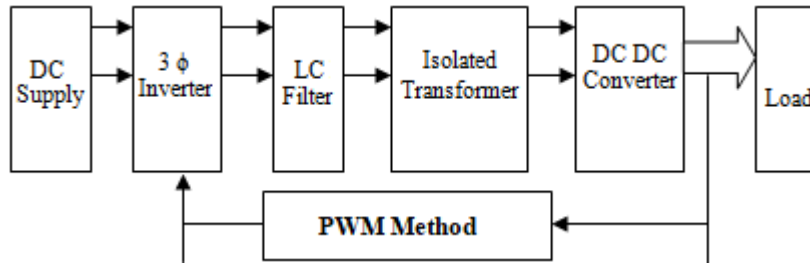 DC
Supply
3 ϕ
Inverter
LC
Filter
Isolated
Transformer
DC DC
Converter
Load
PWM Method